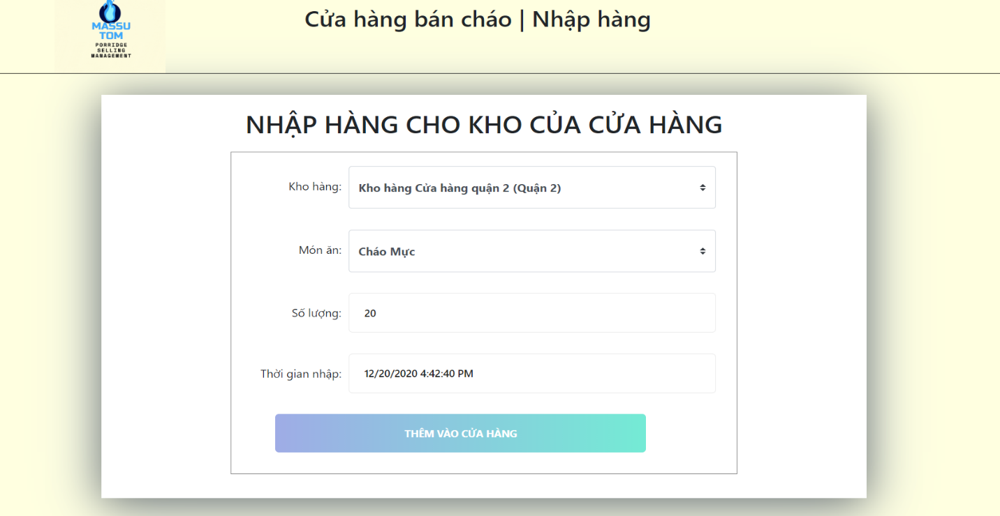 MASSU
TOM
PORRIDGE
SELLING
MANAGEMENT
Cửa hàng bán cháo | Nhập hàng
NHẬP HÀNG CHO KHO CỦA CỬA HÀNG
Kho hàng: Kho hàng Cửa hàng quận 2 (Quận 2)
Món ăn: Cháo Mực
Số lượng: 20
Thời gian nhập: 12/20/2020 4:42:40 PM
THÊM VÀO CỬA HÀNG